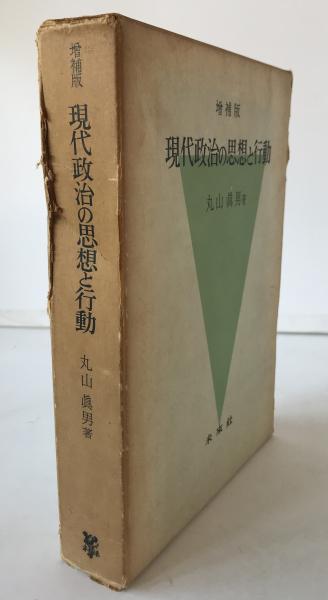 増補版
現代政治の思想と行動
丸山眞男著
増補版
現代政治の思想と行動
丸山眞男著
未來社